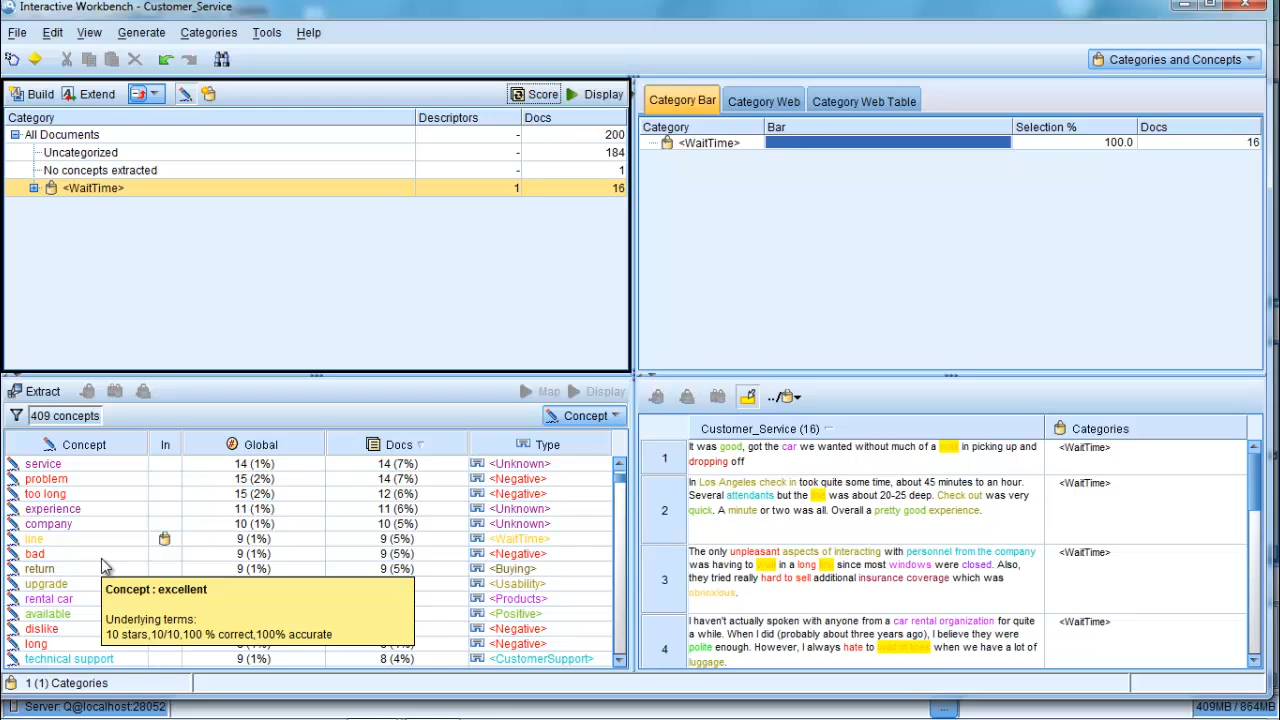 Interactive Workbench - Customer_Service
File Edit View Generate Categories Tools Help
Categories and Concepts
Build Extend Score Display
Category Descriptors Docs
All Documents - 200
Uncategorized - 184
No concepts extracted - 1
<WaitTime> 1 16
Category Bar Category Web Category Web Table
Category Bar Selection % Docs
<WaitTime> 100.0 16
Extract Map Display
409 concepts Concept
Concept In Global Docs Type
service 14 (1%) 14 (7%) <Unknown>
problem 15 (2%) 14 (7%) <Negative>
too long 15 (2%) 12 (6%) <Negative>
experience 11 (1%) 11 (6%) <Unknown>
company 10 (1%) 10 (5%) <Unknown>
line 9 (1%) 9 (5%) <WaitTime>
bad 9 (1%) 9 (5%) <Negative>
return 9 (1%) 9 (5%) <Buying>
upgrade <Usability>
rental car <Products>
available <Positive>
dislike <Negative>
long <Negative>
technical support 9 (1%) 8 (4%) <CustomerSupport>
Concept : excellent
Underlying terms:
10 stars,10/10,100 % correct,100% accurate
Customer_Service (16) Categories
1 It was good, got the car we wanted without much of a in picking up and <WaitTime>
dropping off
2 In Los Angeles check in took quite some time, about 45 minutes to an hour. <WaitTime>
Several attendants but the was about 20-25 deep. Check out was very
quick. A minute or two was all. Overall a pretty good experience.
3 The only unpleasant aspects of interacting with personnel from the company <WaitTime>
was having to in a long since most windows were closed. Also,
they tried really hard to sell additional insurance coverage which was
obnoxious.
4 I haven't actually spoken with anyone from a car rental organization for quite <WaitTime>
a while. When I did (probably about three years ago), I believe they were
polite enough. However, I always hate to when we have a lot of
luggage.
1 (1) Categories
Server: Q@localhost:28052 ... 409MB / 864MB